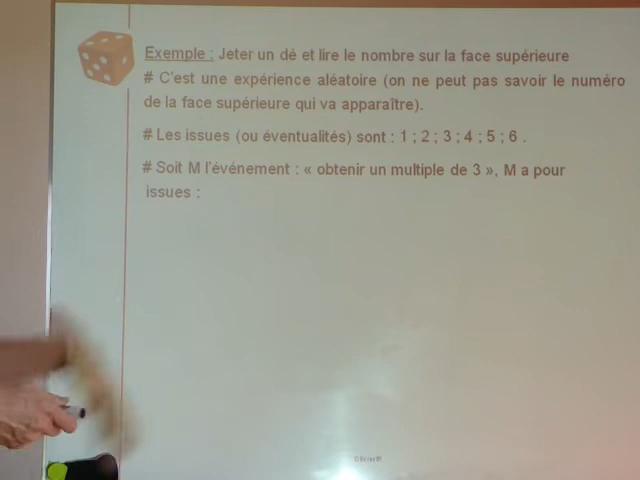 Exemple : Jeter un dé et lire le nombre sur la face supérieure
# C'est une expérience aléatoire (on ne peut pas savoir le numéro
de la face supérieure qui va apparaître).
# Les issues (ou éventualités) sont : 1 ; 2 ; 3 ; 4 ; 5 ; 6 .
# Soit M l'événement : « obtenir un multiple de 3 », M a pour
issues :